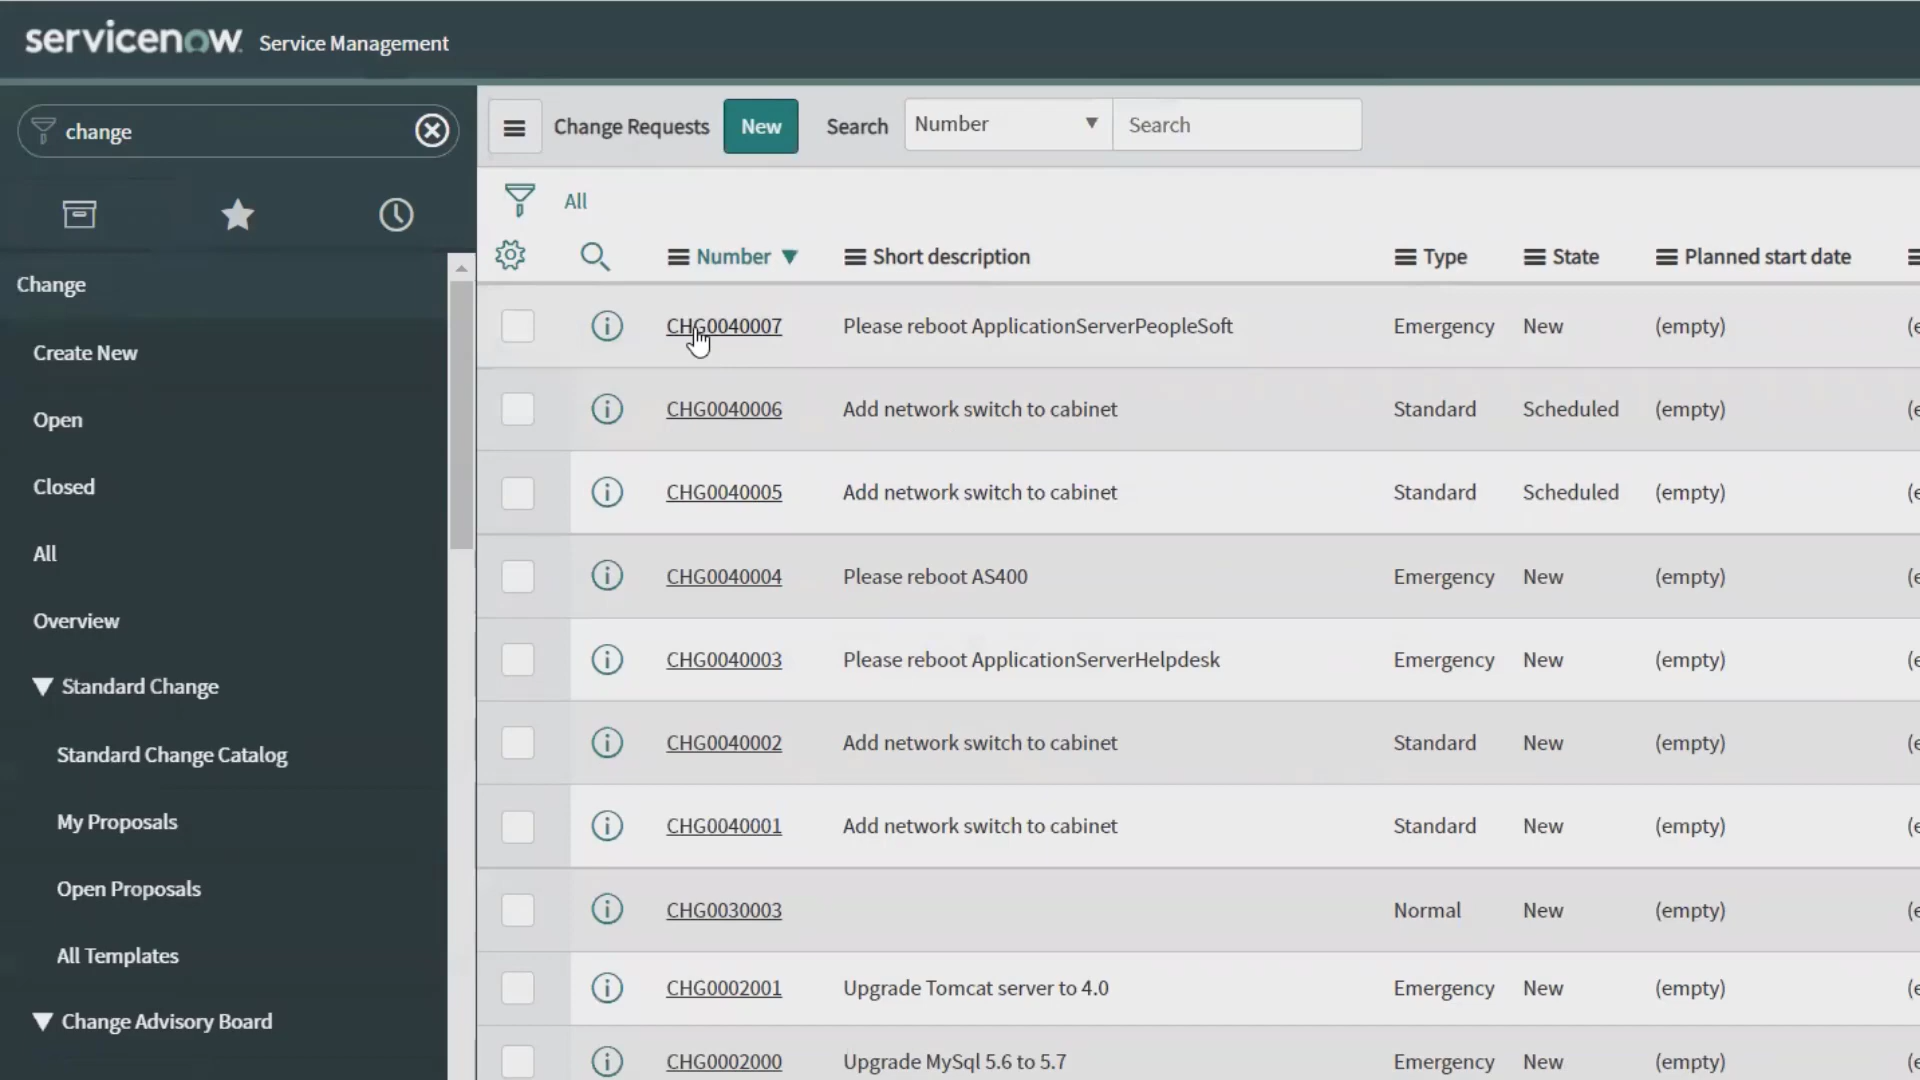 servicenow Service Management
change
Change
Create New
Open
Closed
All
Overview
Standard Change
Standard Change Catalog
My Proposals
Open Proposals
All Templates
Change Advisory Board
Change Requests New Search Number Search
All
Number Short description Type State Planned start date
CHG0040007 Please reboot ApplicationServerPeopleSoft Emergency New (empty) (e
CHG0040006 Add network switch to cabinet Standard Scheduled (empty) (e
CHG0040005 Add network switch to cabinet Standard Scheduled (empty) (e
CHG0040004 Please reboot AS400 Emergency New (empty) (e
CHG0040003 Please reboot ApplicationServerHelpdesk Emergency New (empty) (e
CHG0040002 Add network switch to cabinet Standard New (empty) (e
CHG0040001 Add network switch to cabinet Standard New (empty) (e
CHG0030003 Normal New (empty) (e
CHG0002001 Upgrade Tomcat server to 4.0 Emergency New (empty) (e
CHG0002000 Upgrade MySql 5.6 to 5.7 Emergency New (empty) (e